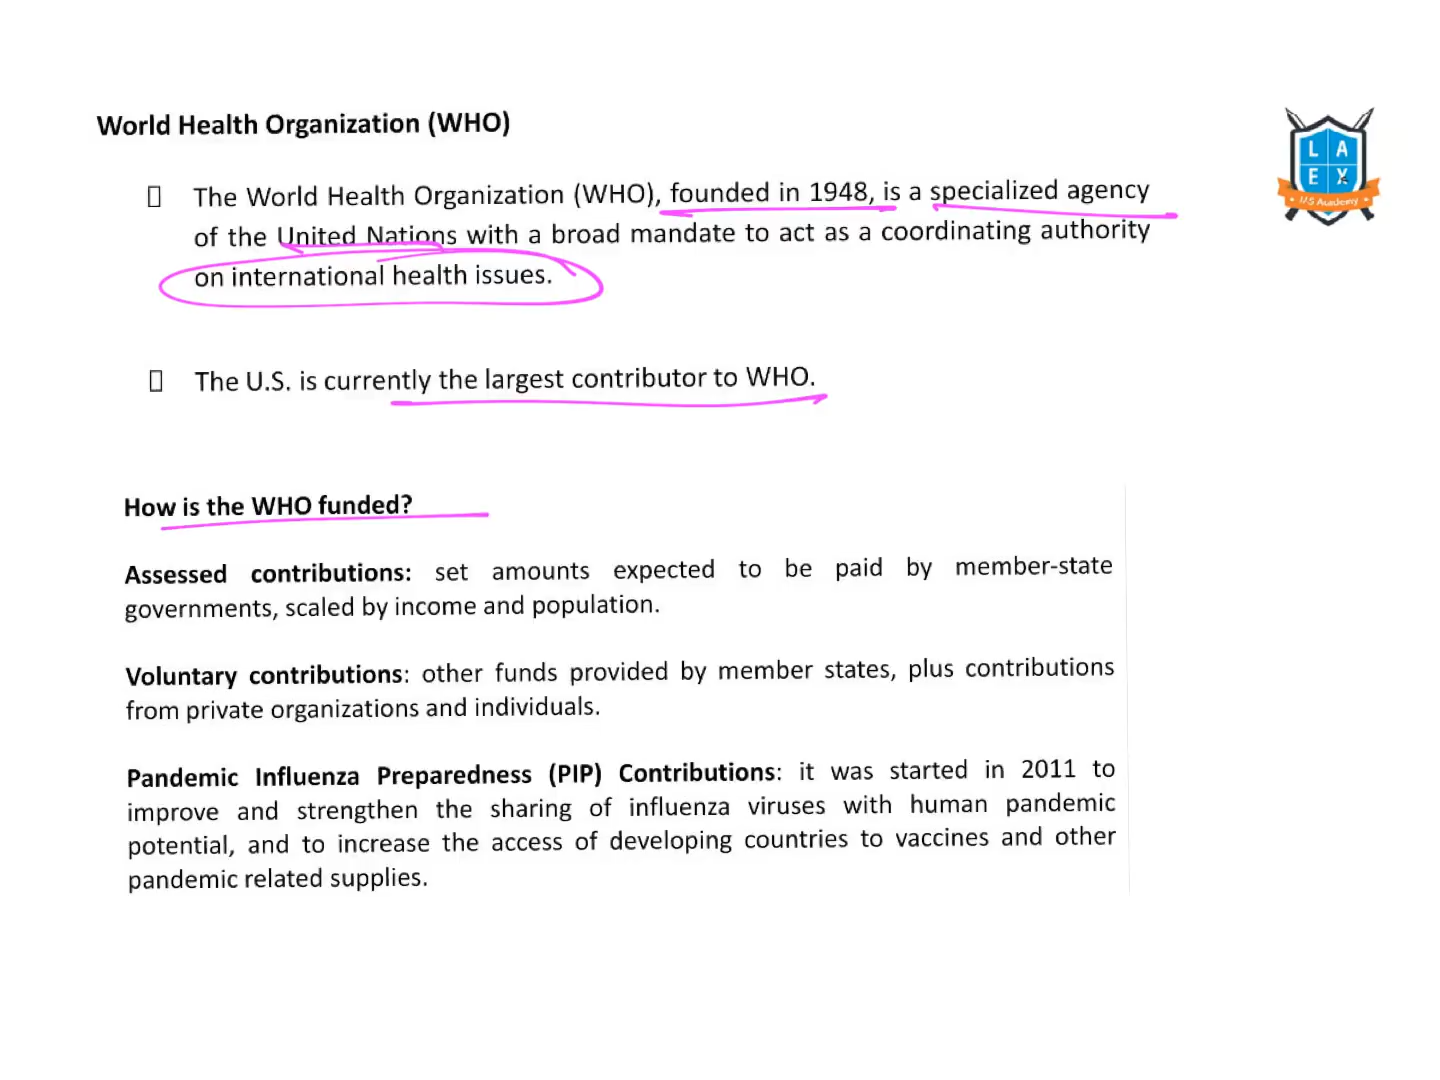 World Health Organization (WHO)
L A
E X
U.S Academy
The World Health Organization (WHO), founded in 1948, is a specialized agency
of the United Nations with a broad mandate to act as a coordinating authority
on international health issues.
The U.S. is currently the largest contributor to WHO.
How is the WHO funded?
Assessed contributions: set amounts expected to be paid by member-state
governments, scaled by income and population.
Voluntary contributions: other funds provided by member states, plus contributions
from private organizations and individuals.
Pandemic Influenza Preparedness (PIP) Contributions: it was started in 2011 to
improve and strengthen the sharing of influenza viruses with human pandemic
potential, and to increase the access of developing countries to vaccines and other
pandemic related supplies.